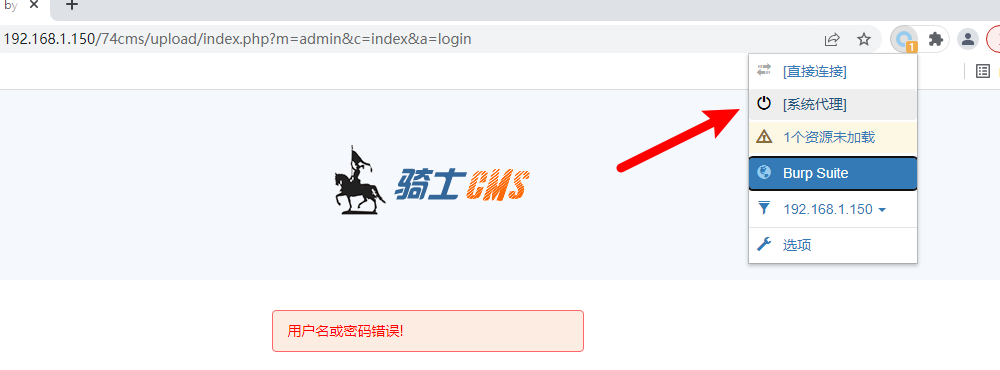 by
192.168.1.150/74cms/upload/index.php?m=admin&c=index&a=login
1
[直接连接]
[系统代理]
1个资源未加载
Burp Suite
192.168.1.150
选项
骑士CMS
用户名或密码错误!